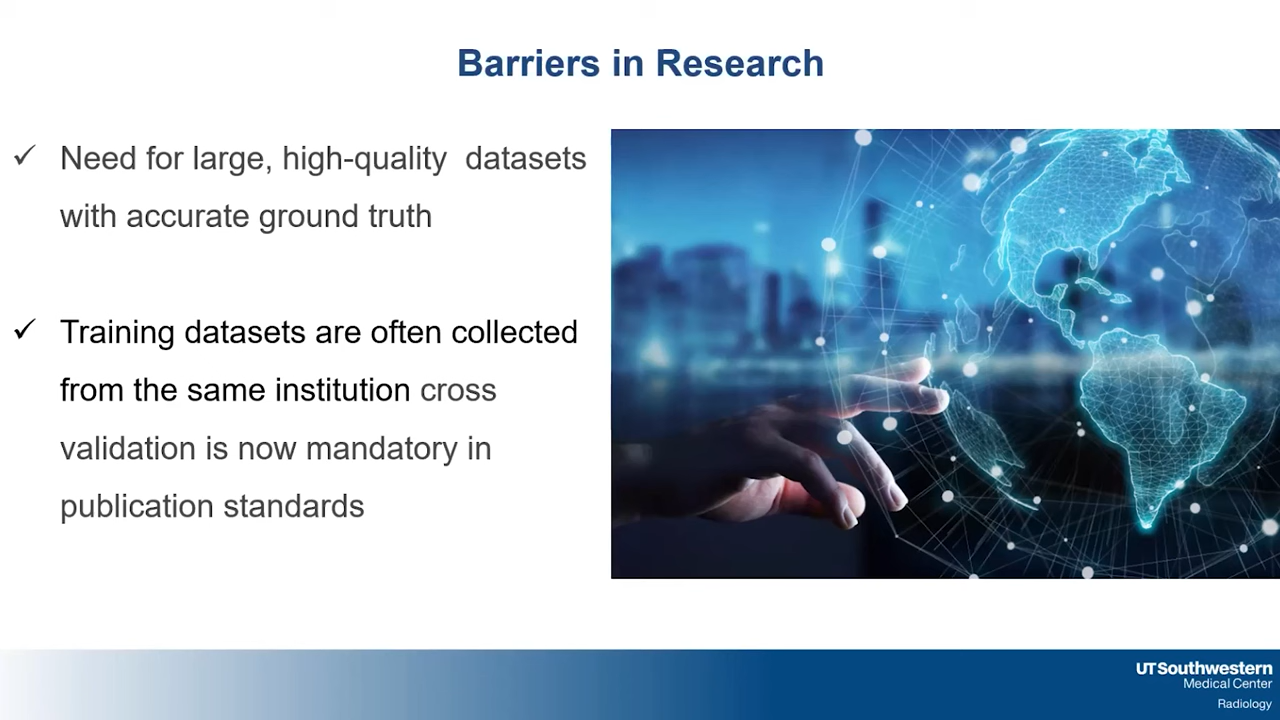 Barriers in Research
✓ Need for large, high-quality  datasets
with accurate ground truth
✓ Training datasets are often collected
from the same institution cross
validation is now mandatory in
publication standards
UTSouthwestern
Medical Center
Radiology